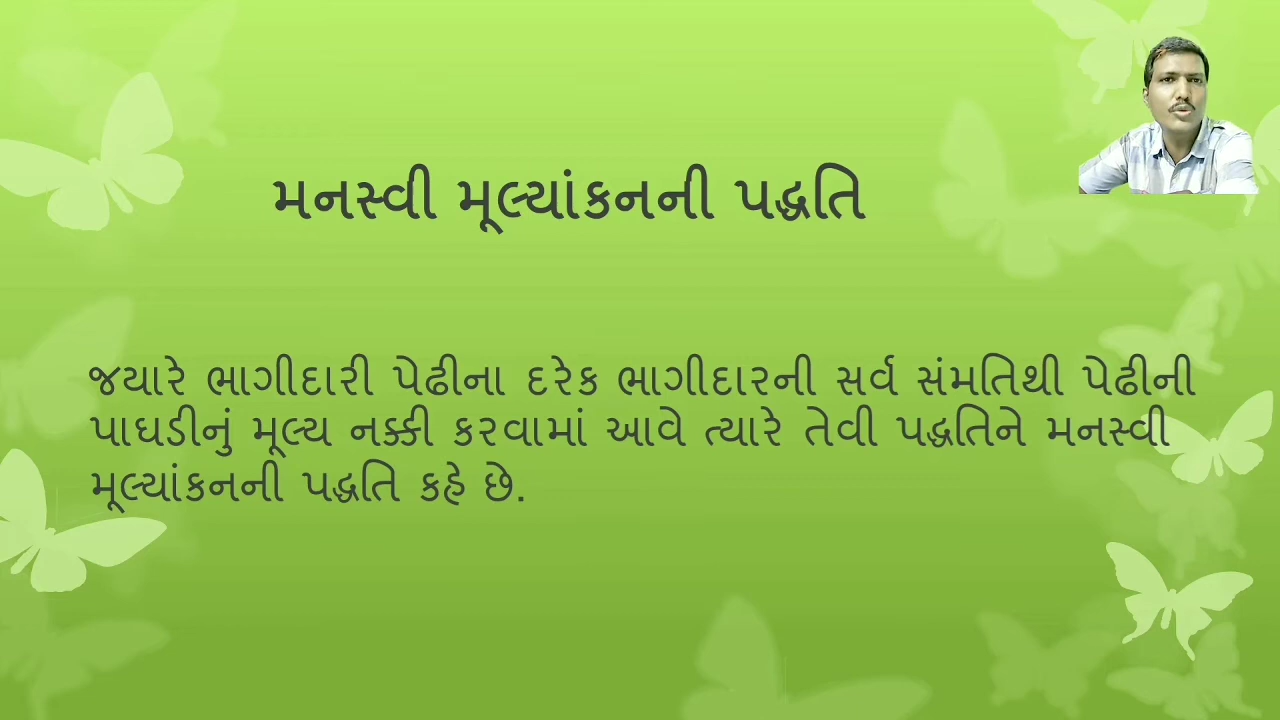 મનસ્વી મૂલ્યાંકનની પદ્ધતિ
જયારે ભાગીદારી પેઢીના દરેક ભાગીદારની સર્વ સંમતિથી પેઢીની
પાઘડીનું મૂલ્ય નક્કી કરવામાં આવે ત્યારે તેવી પદ્ધતિને મનસ્વી
મૂલ્યાંકનની પદ્ધતિ કહે છે.